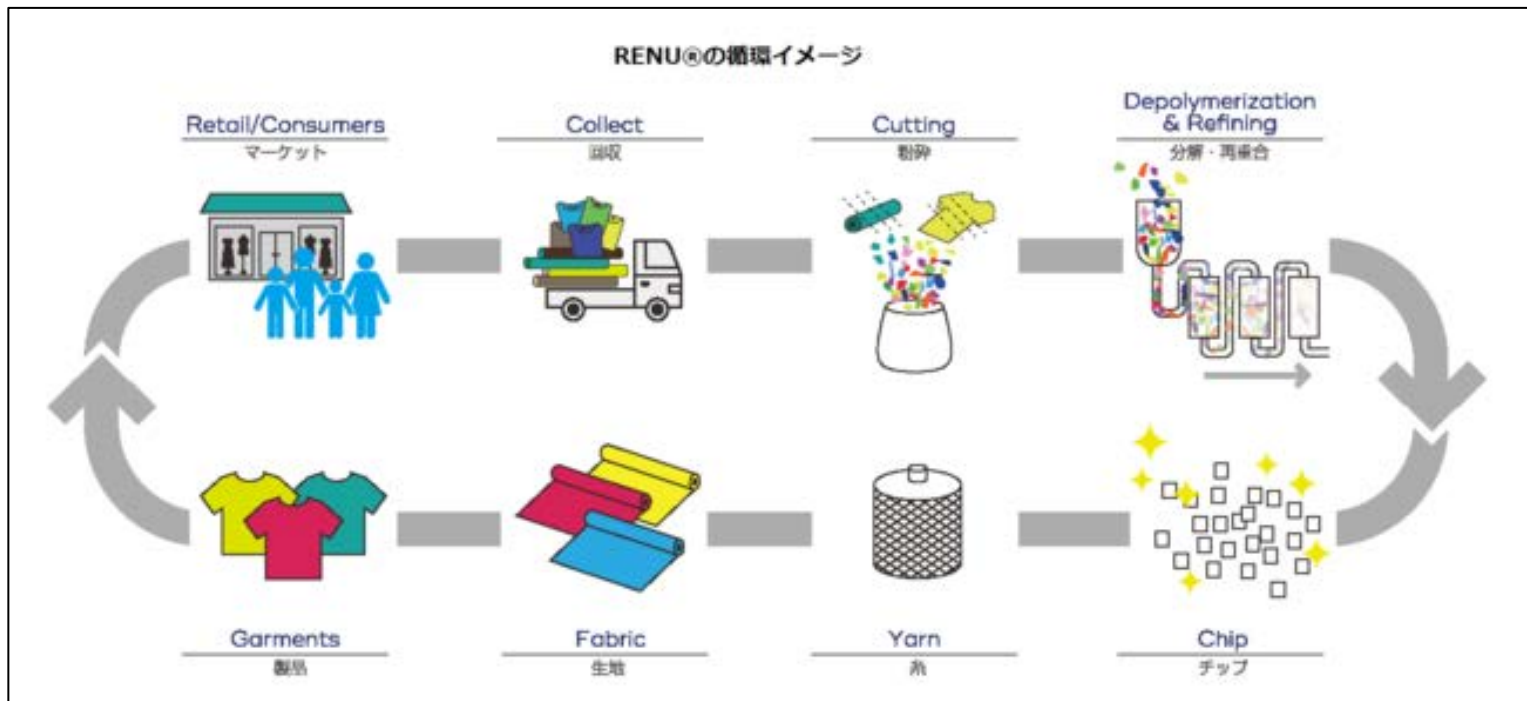 RENU®の循環イメージ
Retail/Consumers
マーケット
Collect
回収
Cutting
粉砕
Depolymerization
& Refining
分解・再重合
Garments
製品
Fabric
生地
Yarn
糸
Chip
チップ